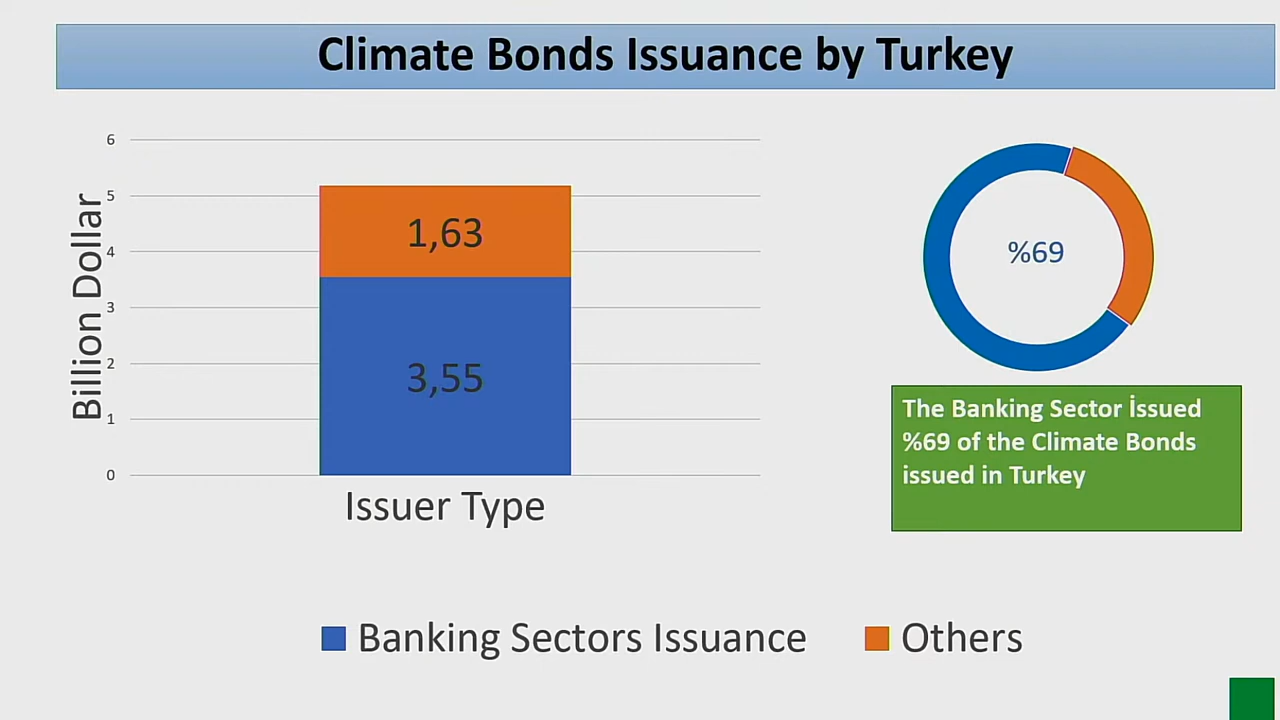 Climate Bonds Issuance by Turkey
Billion Dollar
6
5
4
3
2
1
0
1,63
3,55
Issuer Type
%69
The Banking Sector İssued
%69 of the Climate Bonds
issued in Turkey
Banking Sectors Issuance
Others